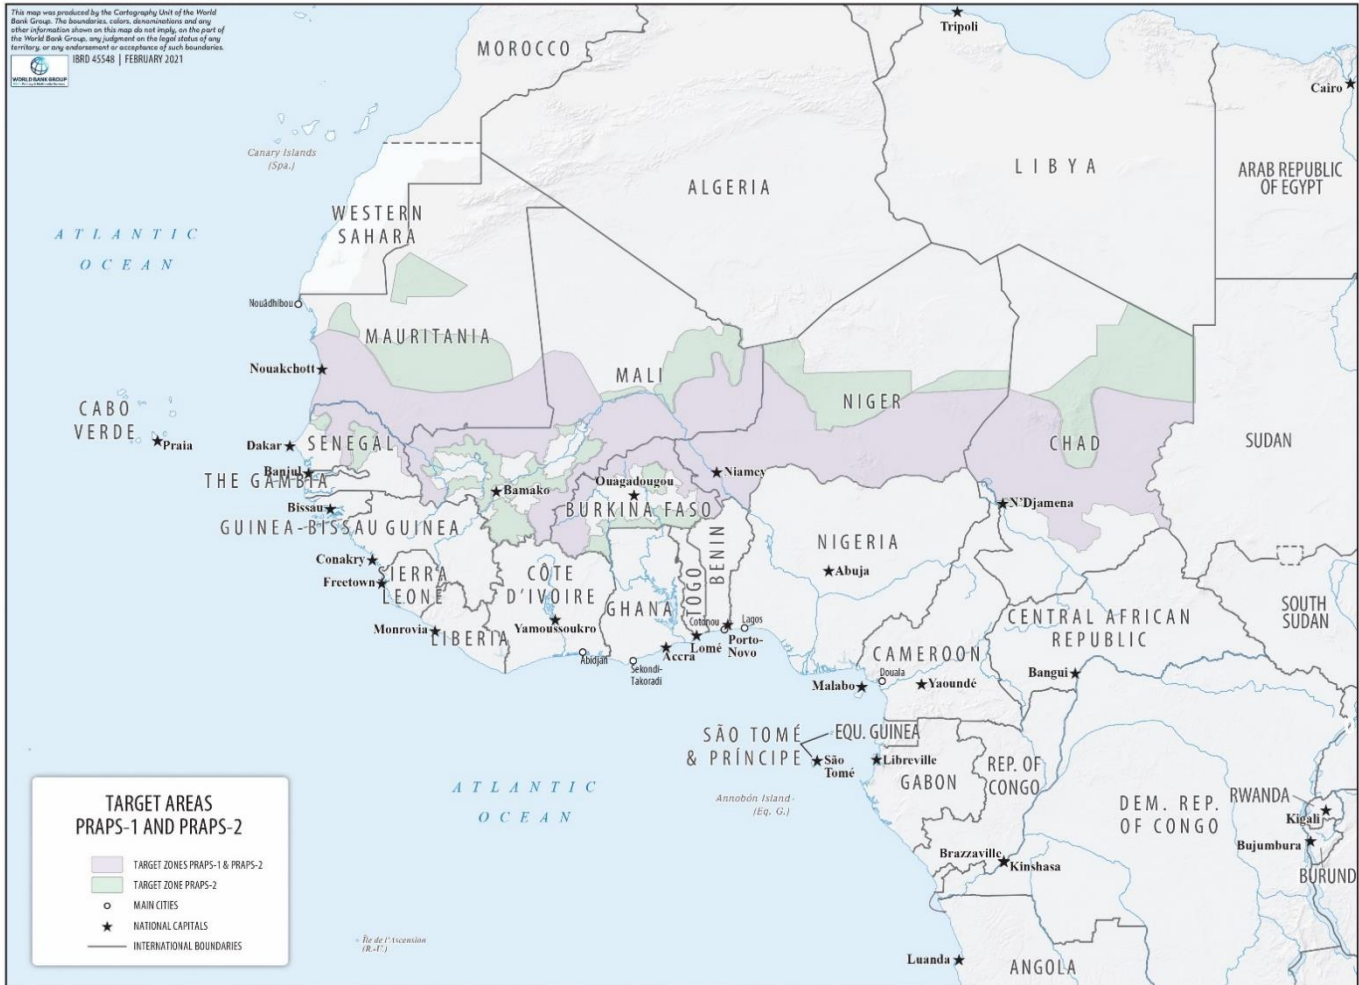 This map was produced by the Cartography Unit of the World
Bank Group. The boundaries, colors, denominations and any
other information shown on this map do not imply, on the part of
the World Bank Group, any judgment on the legal status of any
territory, or any endorsement or acceptance of such boundaries.
IBRD 45548 | FEBRUARY 2021
WORLD BANK GROUP
Tripoli
MOROCCO
Cairo
Canary Islands
(Spa.)
ALGERIA
LIBYA
ARAB REPUBLIC
OF EGYPT
WESTERN
SAHARA
ATLANTIC
OCEAN
Nouâdhibou
MAURITANIA
Nouakchott
MALI
NIGER
CABO
VERDE
Praia
Dakar
SENEGAL
CHAD
SUDAN
Banjul
THE GAMBIA
Niamey
Bamako
Ouagadougou
BURKINA FASO
N'Djamena
Bissau
GUINEA-BISSAU
GUINEA
NIGERIA
BENIN
TOGO
Conakry
Freetown
SIERRA
LEONE
CÔTE
D'IVOIRE
GHANA
Abuja
CENTRAL AFRICAN
REPUBLIC
SOUTH
SUDAN
Monrovia
LIBERIA
Yamoussoukro
Cotonou
Lagos
Abidjan
Sekondi-
Takoradi
Accra
Lomé
Porto-
Novo
CAMEROON
Douala
Malabo
Yaoundé
Bangui
SÃO TOMÉ
& PRÍNCIPE
EQU. GUINEA
São
Tomé
Libreville
GABON
REP. OF
CONGO
Annobón Island
(Eq. G.)
ATLANTIC
OCEAN
DEM. REP.
OF CONGO
RWANDA
Kigali
Bujumbura
BURUND
Brazzaville
Kinshasa
Île de l'Ascension
(R.-U.)
Luanda
ANGOLA
TARGET AREAS
PRAPS-1 AND PRAPS-2
TARGET ZONES PRAPS-1 & PRAPS-2
TARGET ZONE PRAPS-2
MAIN CITIES
NATIONAL CAPITALS
INTERNATIONAL BOUNDARIES